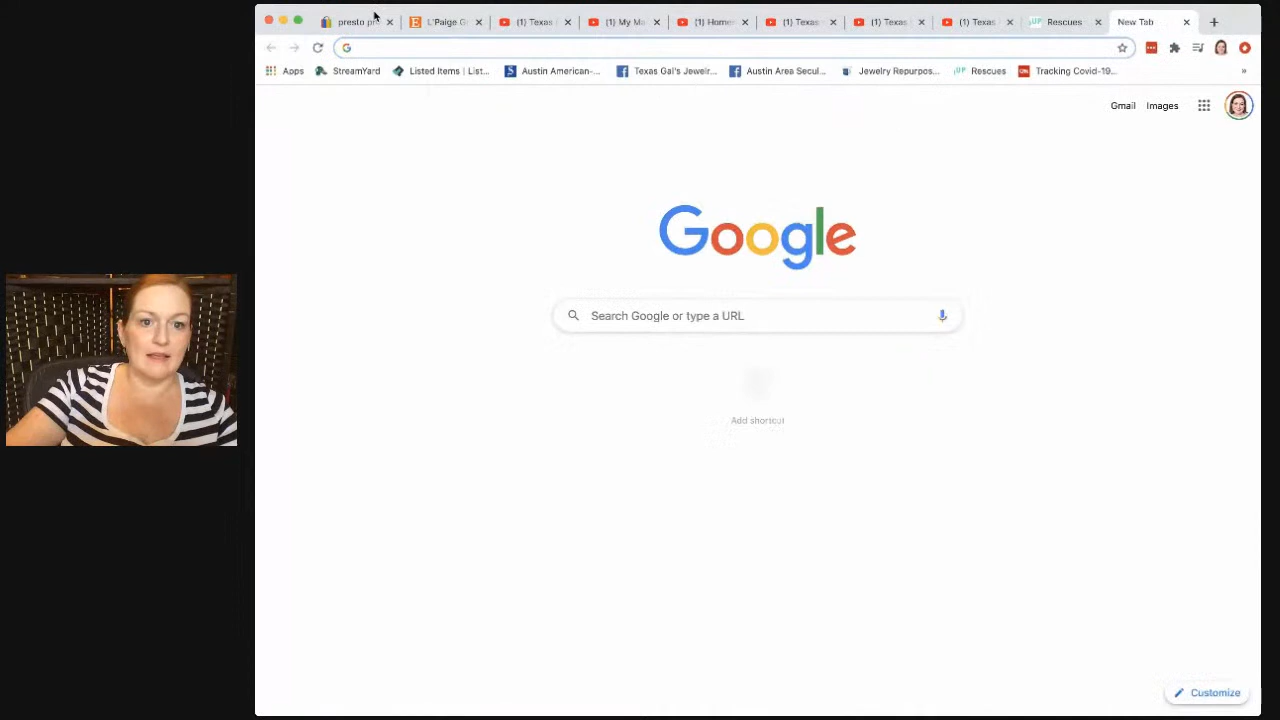 presto pr
L'Paige G
(1) Texas
(1) My Ma
(1) Home
(1) Texas
(1) Texas
(1) Texas
Rescues
New Tab
Apps
StreamYard
Listed Items | List...
Austin American-...
Texas Gal's Jewelr...
Austin Area Secul...
Jewelry Repurpos...
UP Rescues
Tracking Covid-19...
»
Gmail Images
Google
Search Google or type a URL
Add shortcut
Customize